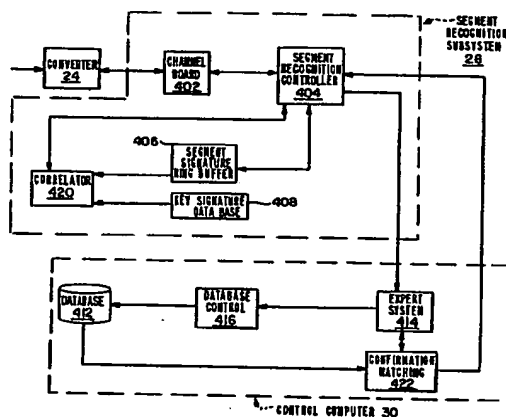 SEGMENT
RECOGNITION
SUBSYSTEM
26
CONVERTER
24
CHANNEL
BOARD
402
SEGMENT
RECOGNITION
CONTROLLER
404
406
SEGMENT
SIGNATURE
RING BUFFER
CORRELATOR
420
KEY SIGNATURE
DATA BASE
408
DATABASE
412
DATABASE
CONTROL
416
EXPERT
SYSTEM
414
CONFIRMATION
MATCHING
422
CONTROL COMPUTER 30